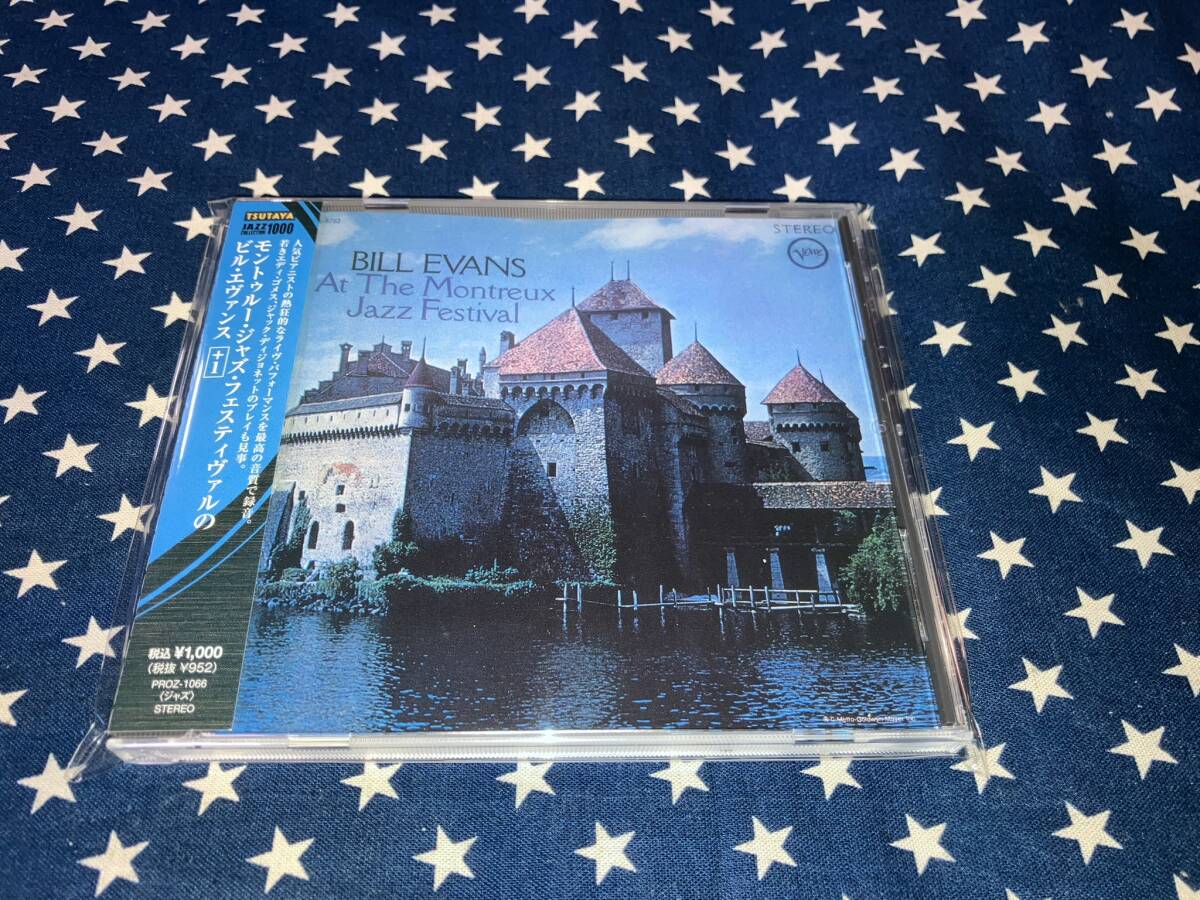 TSUTAYA
JAZZ 1000
COLLECTION
人気ピアニストの熱狂的なライヴ・パフォーマンスを最高の音質で録音。
若きエディ・ゴメス、ジャック・ディジョネットのプレイも見事。
モントゥルー・ジャズ・フェスティヴァルの
ビル・エヴァンス +1
税込 ¥1,000
(税抜 ¥952)
PROZ-1066
〈ジャズ〉
STEREO
STEREO
Verve
BILL EVANS
At The Montreux
Jazz Festival
& © Metro-Goldwyn-Mayer Inc.